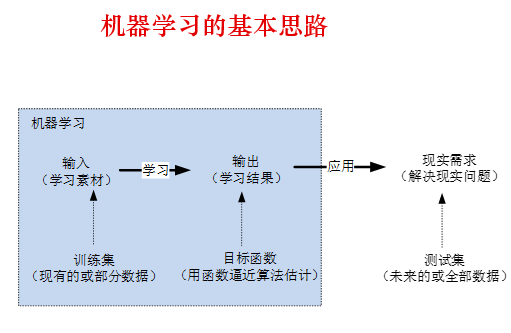 机器学习的基本思路
机器学习
输入
（学习素材）
学习
输出
（学习结果）
应用
现实需求
（解决现实问题）
训练集
（现有的或部分数据）
目标函数
（用函数逼近算法估计）
测试集
（未来的或全部数据）